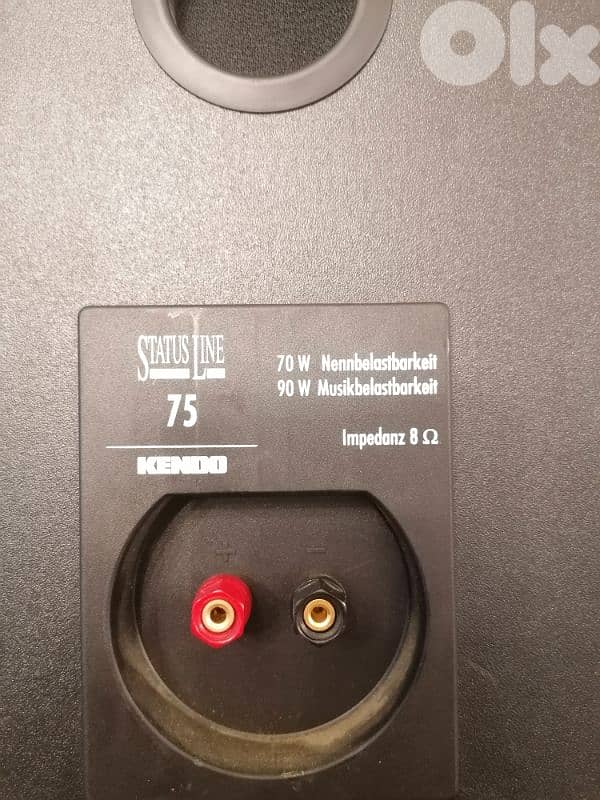 Olx
STATUS LINE
75
KENDO
70 W Nennbelastbarkeit
90 W Musikbelastbarkeit
Impedanz 8 Ω
+ −